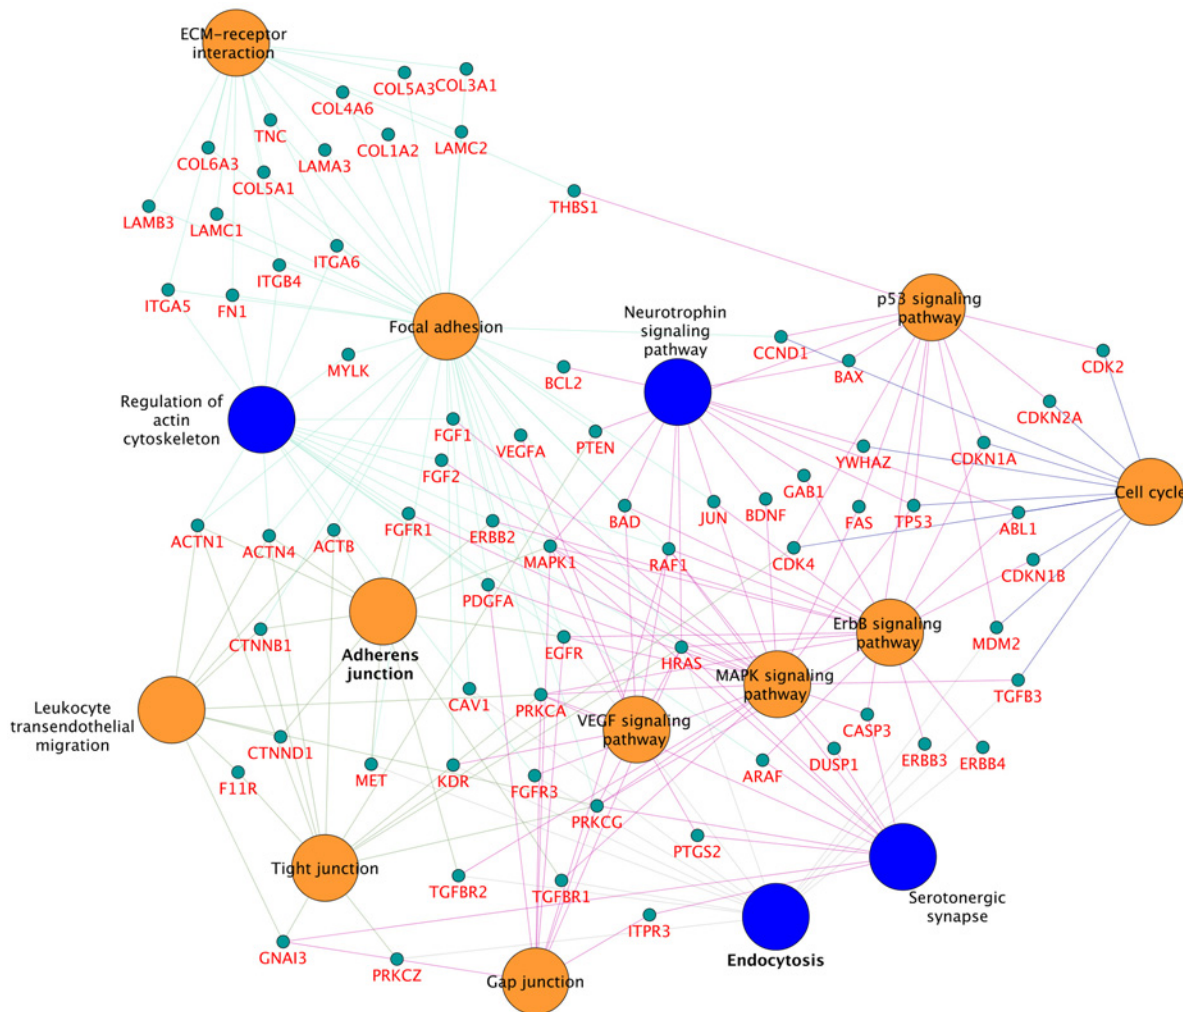 ECM−receptor
interaction
COL5A3
COL3A1
COL4A6
TNC
COL1A2
LAMC2
COL6A3
LAMA3
COL5A1
THBS1
LAMB3
LAMC1
ITGA6
ITGB4
ITGA5
FN1
p53 signaling
pathway
Neurotrophin
signaling
pathway
Focal adhesion
CCND1
CDK2
MYLK
BCL2
BAX
Regulation of
actin
cytoskeleton
CDKN2A
FGF1
VEGFA
PTEN
YWHAZ
CDKN1A
FGF2
GAB1
Cell cycle
BAD
JUN
BDNF
FAS
TP53
ABL1
ACTN1
ACTN4
ACTB
FGFR1
ERBB2
MAPK1
RAF1
CDK4
CDKN1B
PDGFA
ErbB signaling
pathway
CTNNB1
Adherens
junction
EGFR
HRAS
MDM2
MAPK signaling
pathway
TGFB3
Leukocyte
transendothelial
migration
CAV1
PRKCA
VEGF signaling
pathway
CASP3
CTNND1
F11R
MET
KDR
FGFR3
ARAF
DUSP1
ERBB3
ERBB4
PRKCG
PTGS2
Tight junction
TGFBR2
TGFBR1
Serotonergic
synapse
ITPR3
GNAI3
PRKCZ
Endocytosis
Gap junction